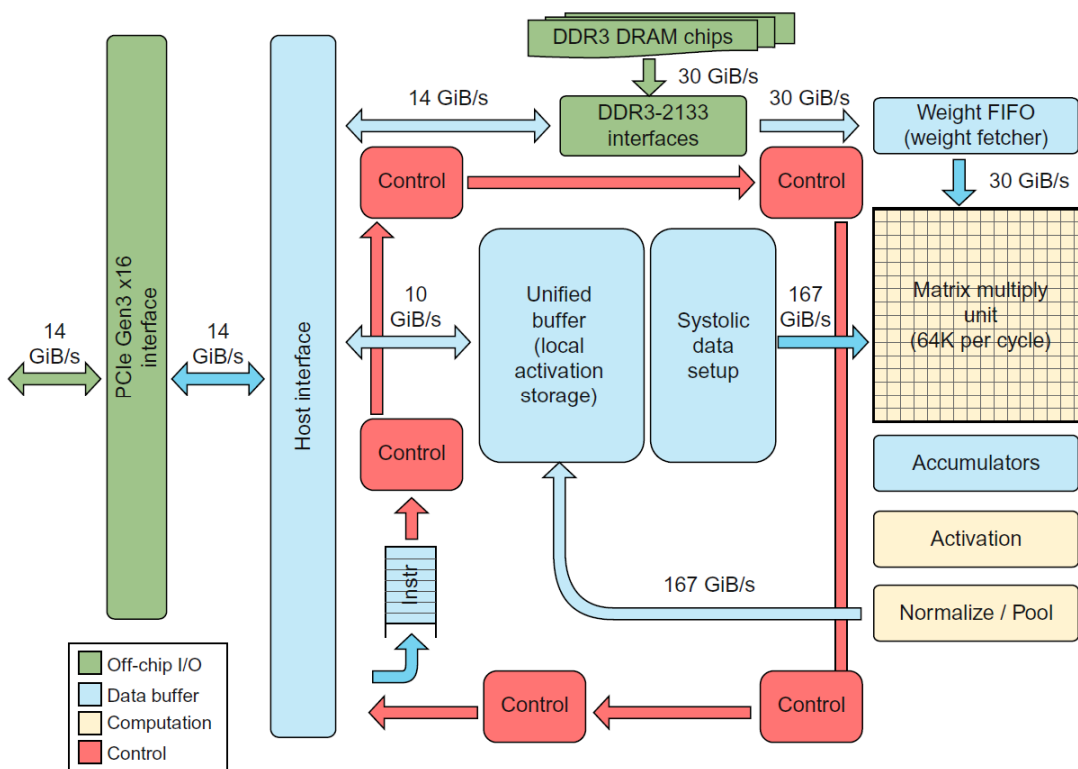 DDR3 DRAM chips
30 GiB/s
14 GiB/s
DDR3-2133
interfaces
30 GiB/s
Weight FIFO
(weight fetcher)
30 GiB/s
Control
Control
PCIe Gen3 x16
interface
Host interface
14
GiB/s
14
GiB/s
10
GiB/s
Unified
buffer
(local
activation
storage)
Systolic
data
setup
167
GiB/s
Matrix multiply
unit
(64K per cycle)
Control
Accumulators
Activation
Instr
167 GiB/s
Normalize / Pool
Off-chip I/O
Data buffer
Computation
Control
Control
Control